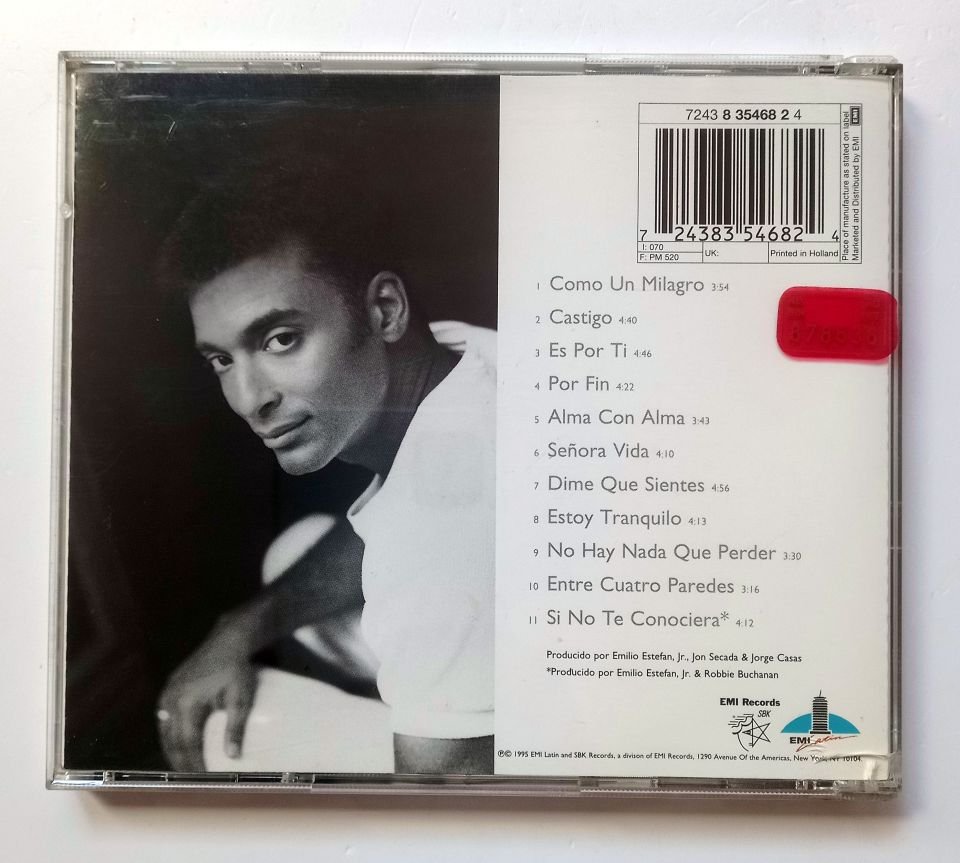 7243 8 35468 2 4
7 24383 54682 4
I: 070
F: PM 520
UK:
Printed in Holland
Place of manufacture as stated on label
Marketed and Distributed by EMI
EMI
1 Como Un Milagro 3:54
2 Castigo 4:40
3 Es Por Ti 4:46
4 Por Fin 4:22
5 Alma Con Alma 3:43
6 Señora Vida 4:10
7 Dime Que Sientes 4:56
8 Estoy Tranquilo 4:13
9 No Hay Nada Que Perder 3:30
10 Entre Cuatro Paredes 3:16
11 Si No Te Conociera* 4:12
Producido por Emilio Estefan, Jr., Jon Secada & Jorge Casas
*Producido por Emilio Estefan, Jr. & Robbie Buchanan
EMI Records
SBK
EMI Latin
℗© 1995 EMI Latin and SBK Records, a divison of EMI Records, 1290 Avenue Of the Americas, New York, NY 10104.